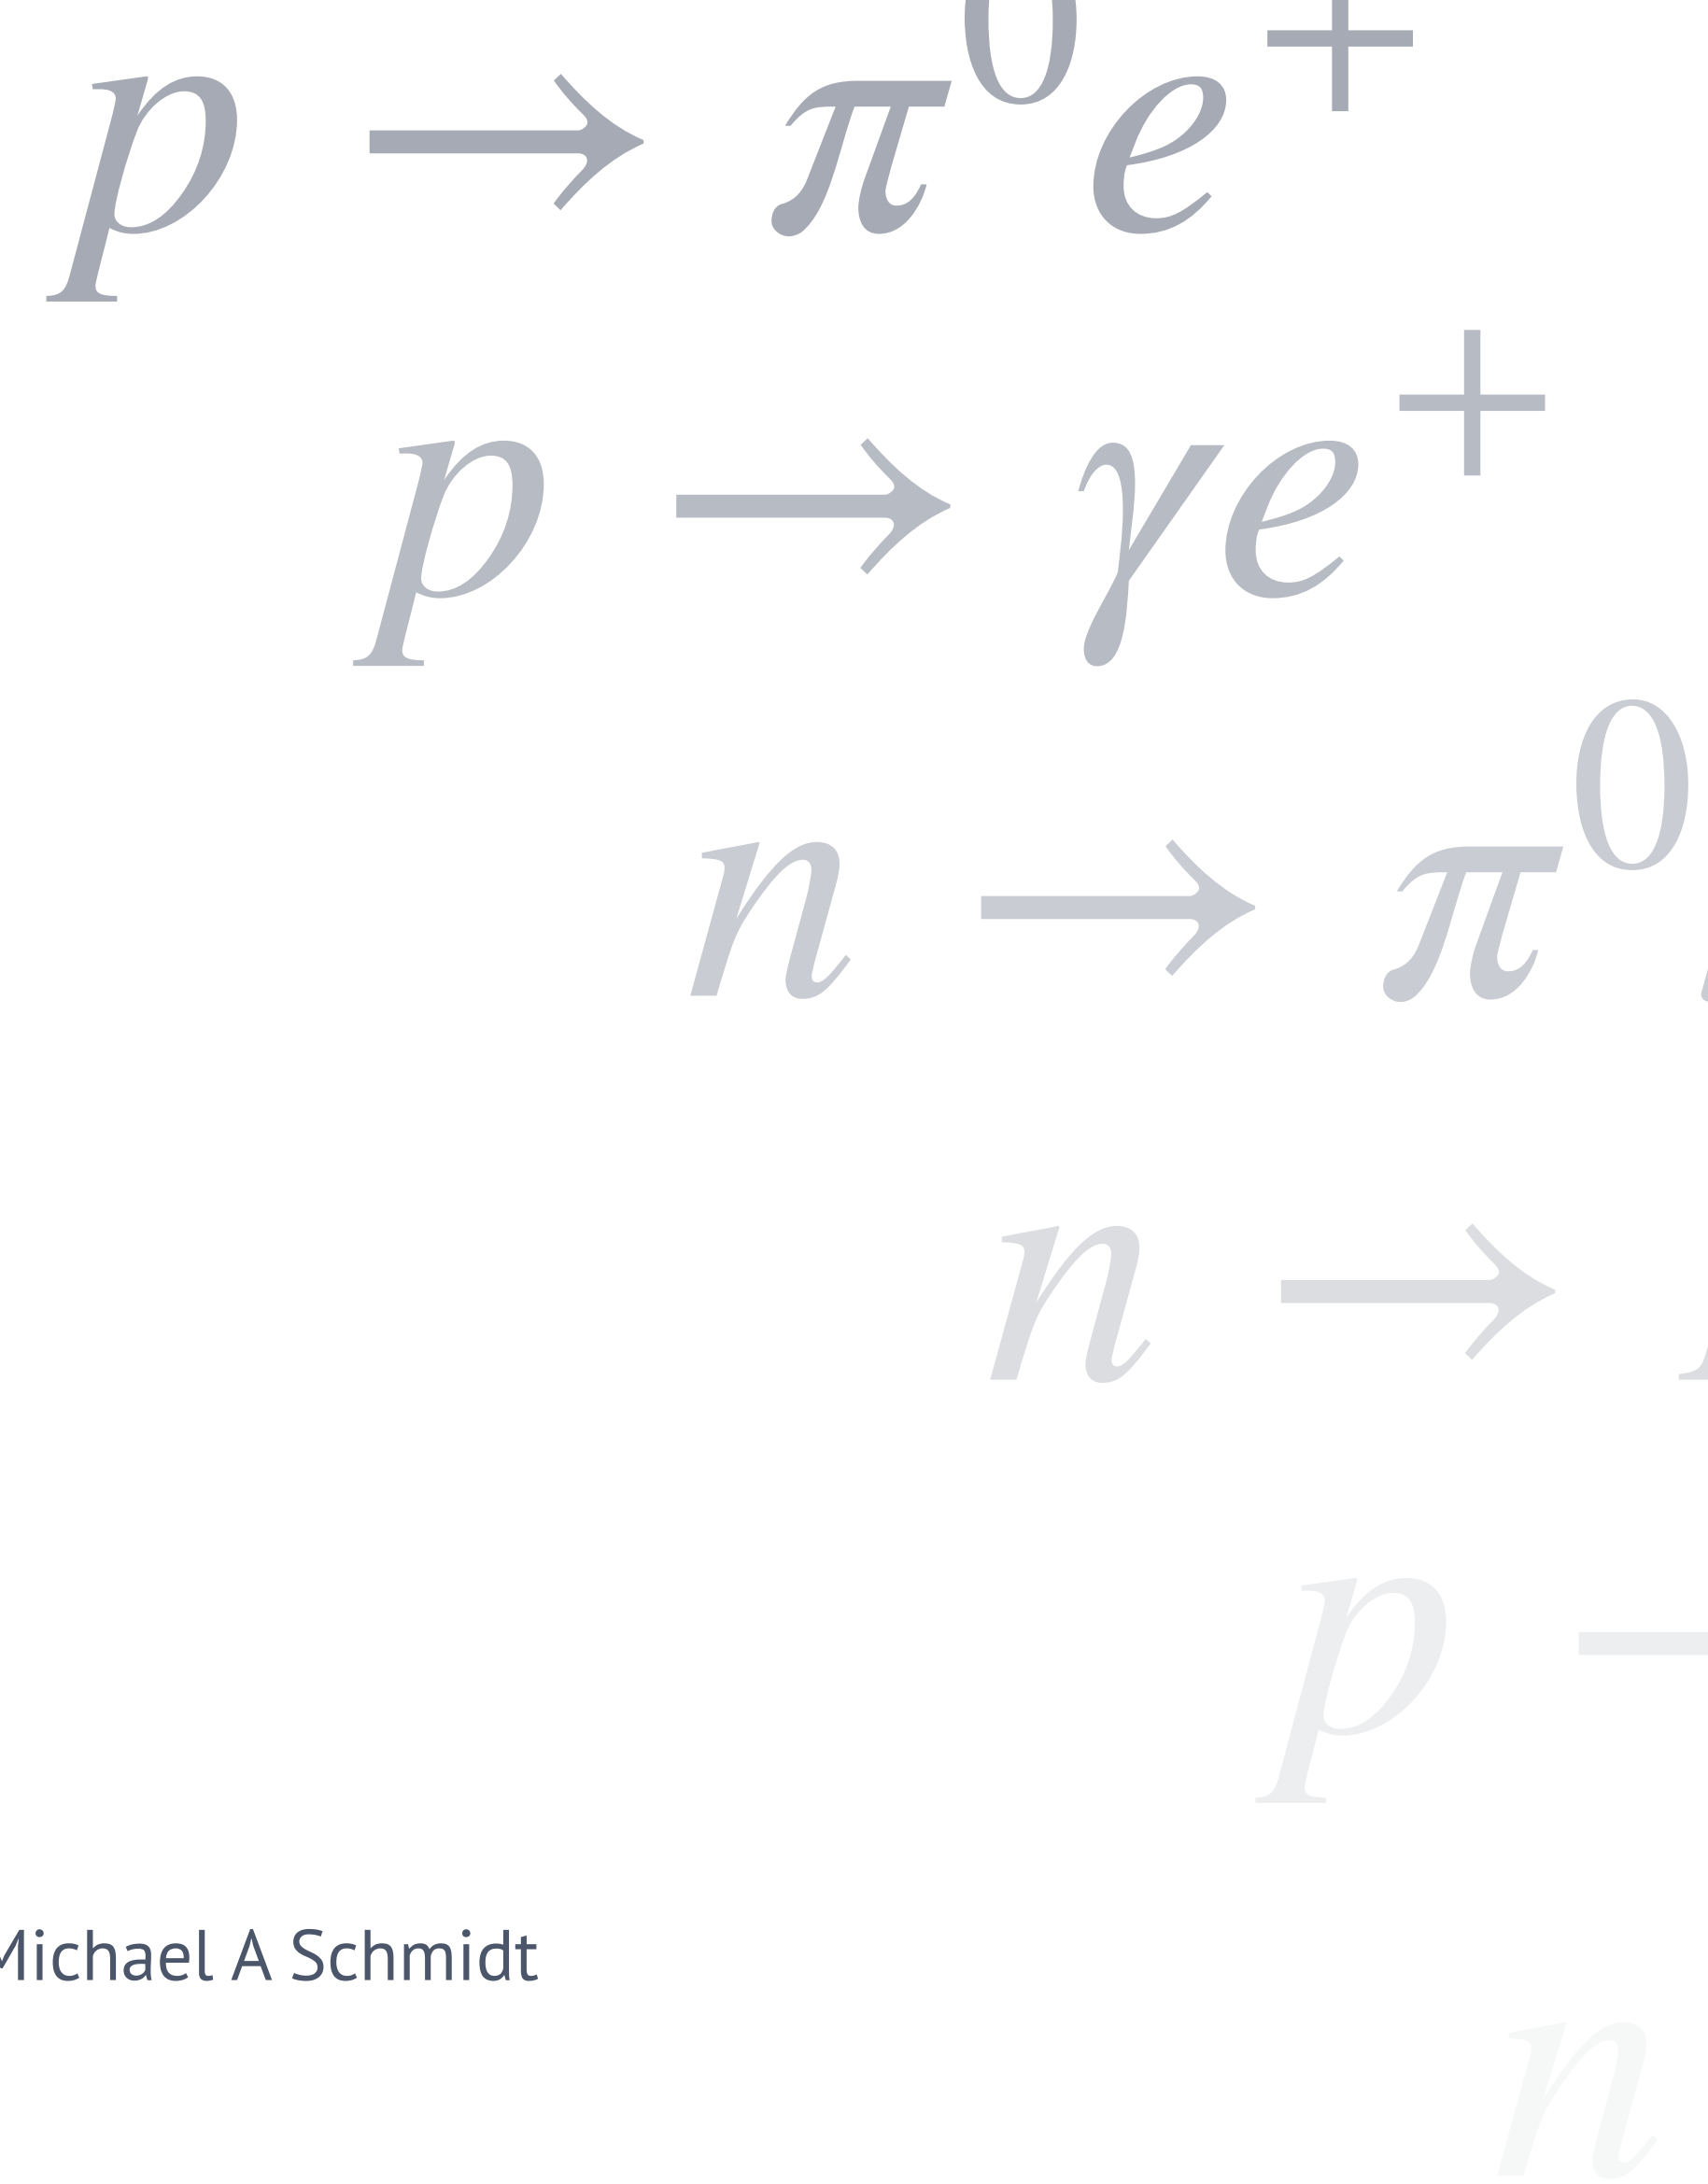 p → π⁰e⁺
p → γe⁺
n → π⁰
n →
p
Michael A Schmidt
n